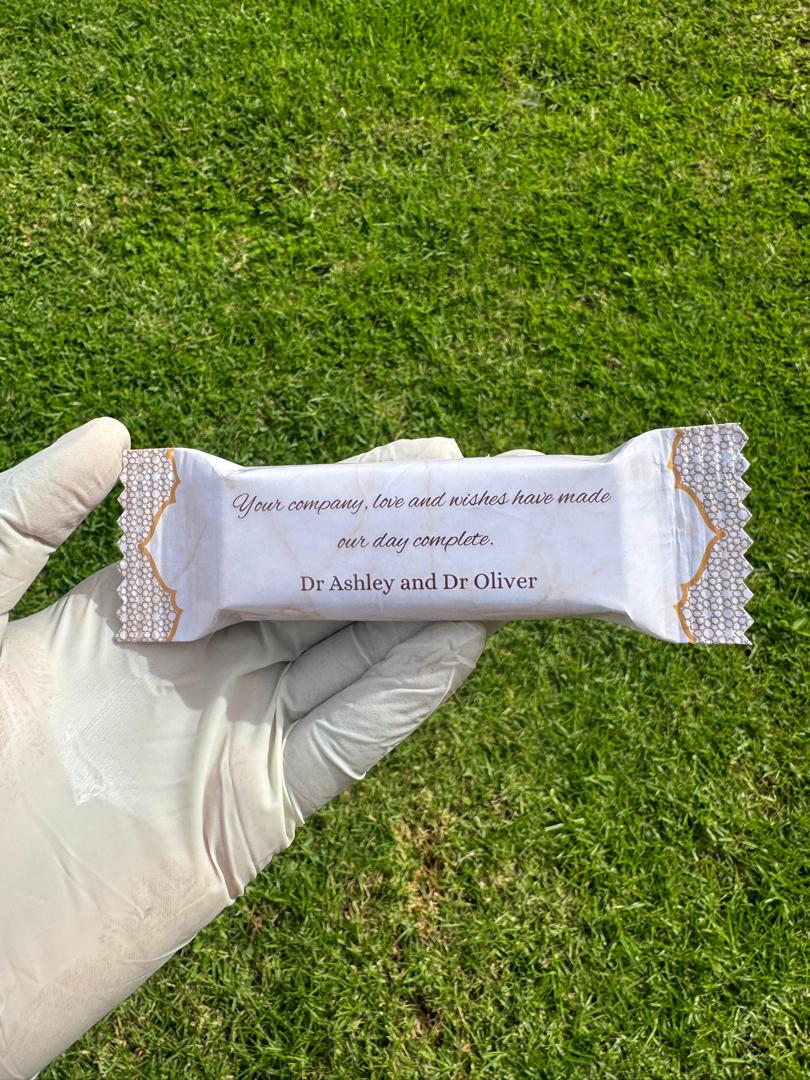 Your company, love and wishes have made
our day complete.
Dr Ashley and Dr Oliver